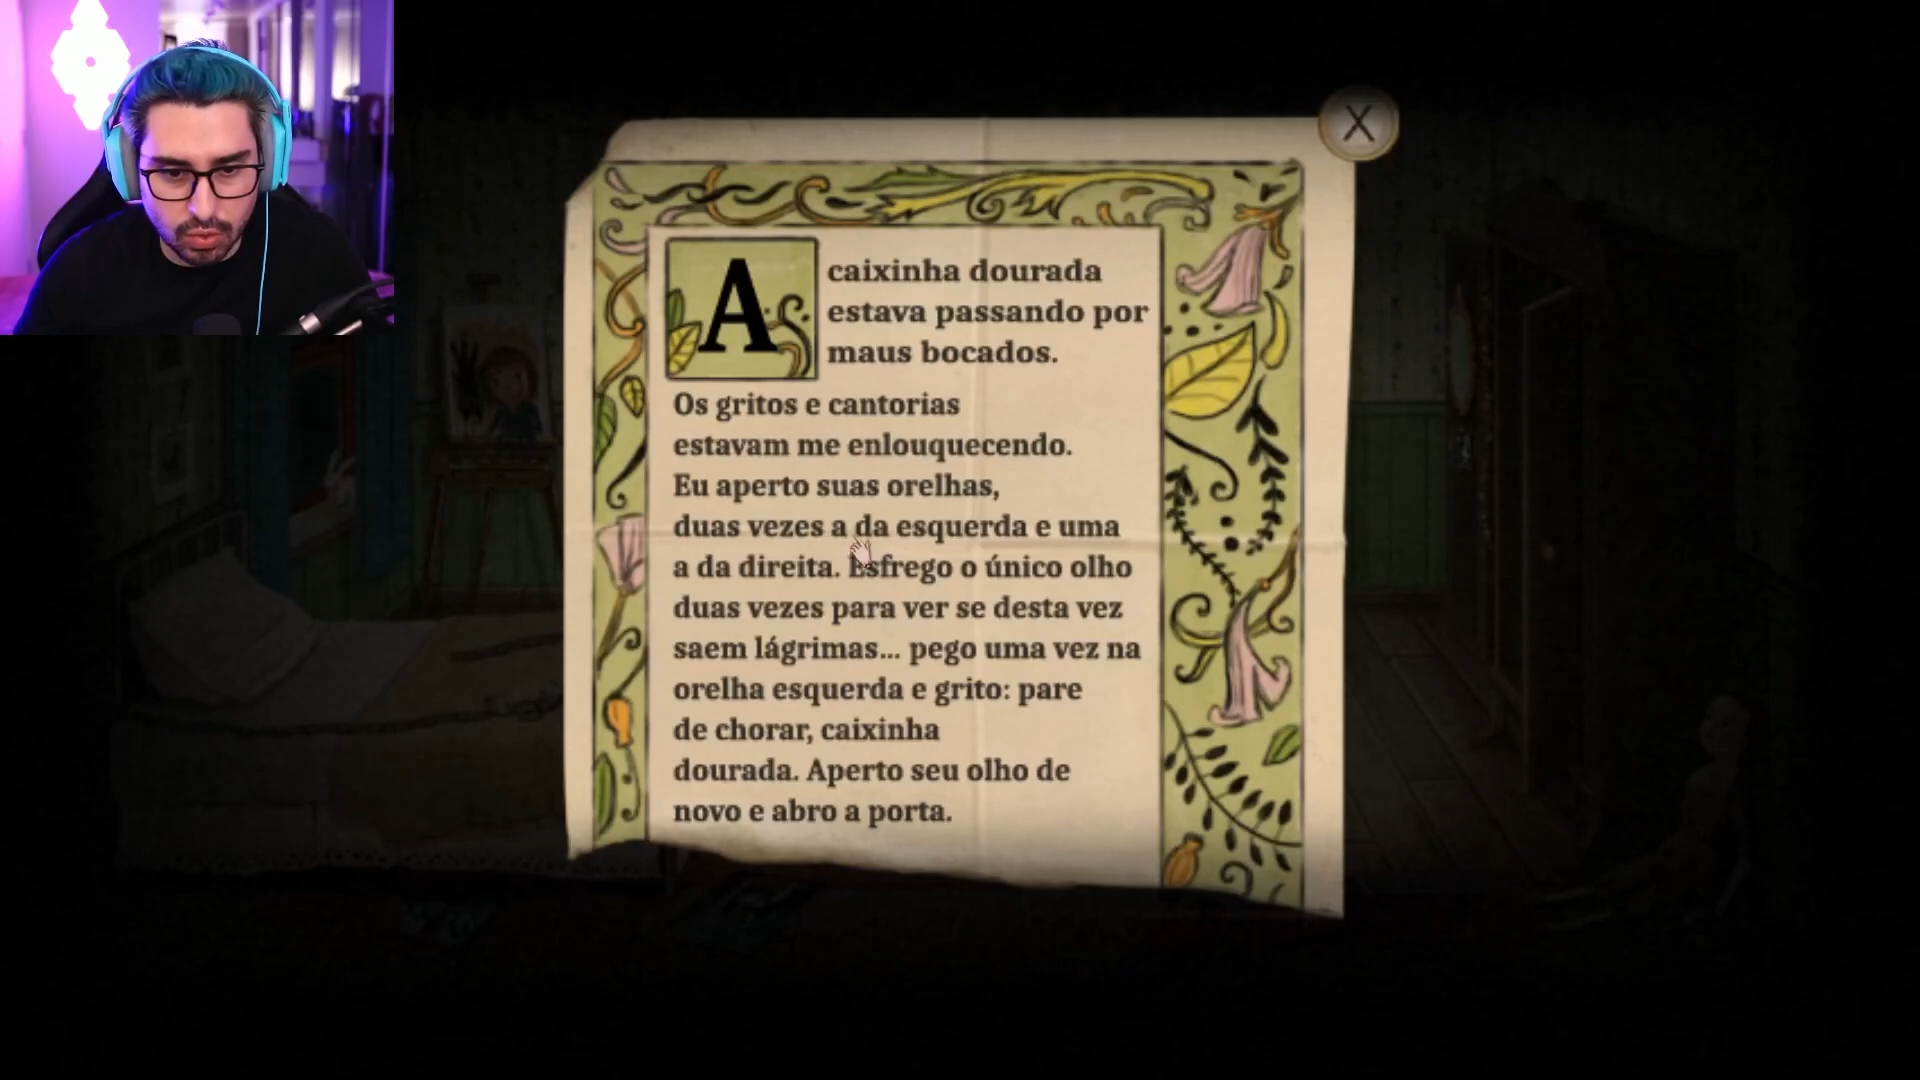 X
A caixinha dourada
estava passando por
maus bocados.
Os gritos e cantorias
estavam me enlouquecendo.
Eu aperto suas orelhas,
duas vezes a da esquerda e uma
a da direita. Esfrego o único olho
duas vezes para ver se desta vez
saem lágrimas... pego uma vez na
orelha esquerda e grito: pare
de chorar, caixinha
dourada. Aperto seu olho de
novo e abro a porta.